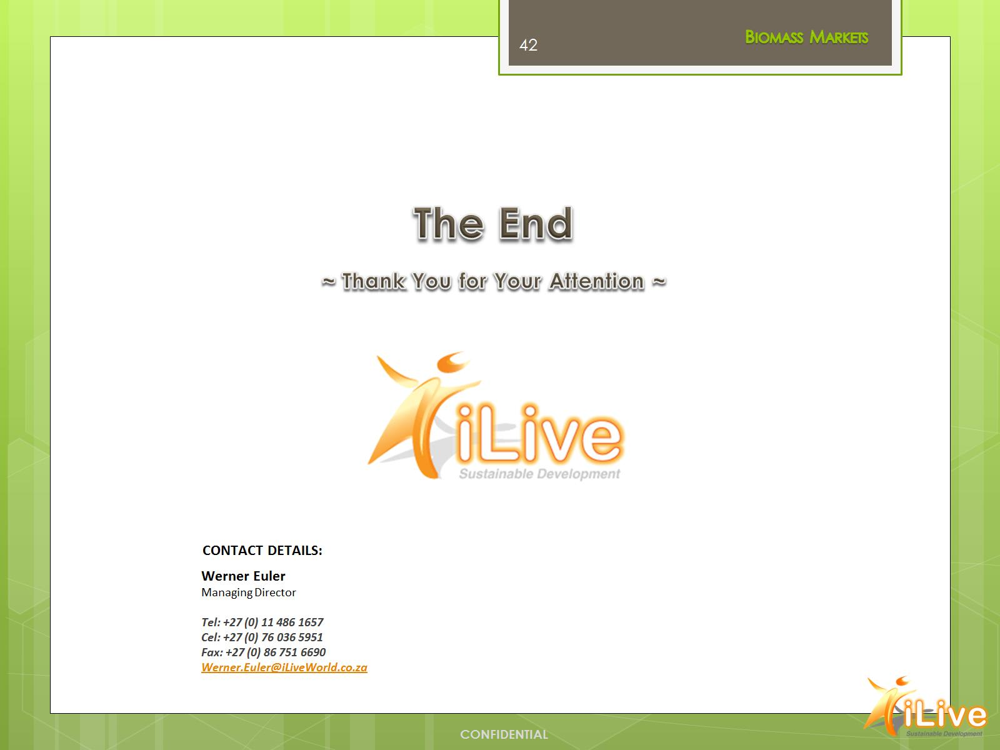 42
Biomass Markets
The End
~ Thank You for Your Attention ~
iLive
Sustainable Development
CONTACT DETAILS:
Werner Euler
Managing Director
Tel: +27 (0) 11 486 1657
Cel: +27 (0) 76 036 5951
Fax: +27 (0) 86 751 6690
Werner.Euler@iLiveWorld.co.za
iLive
Sustainable Development
CONFIDENTIAL